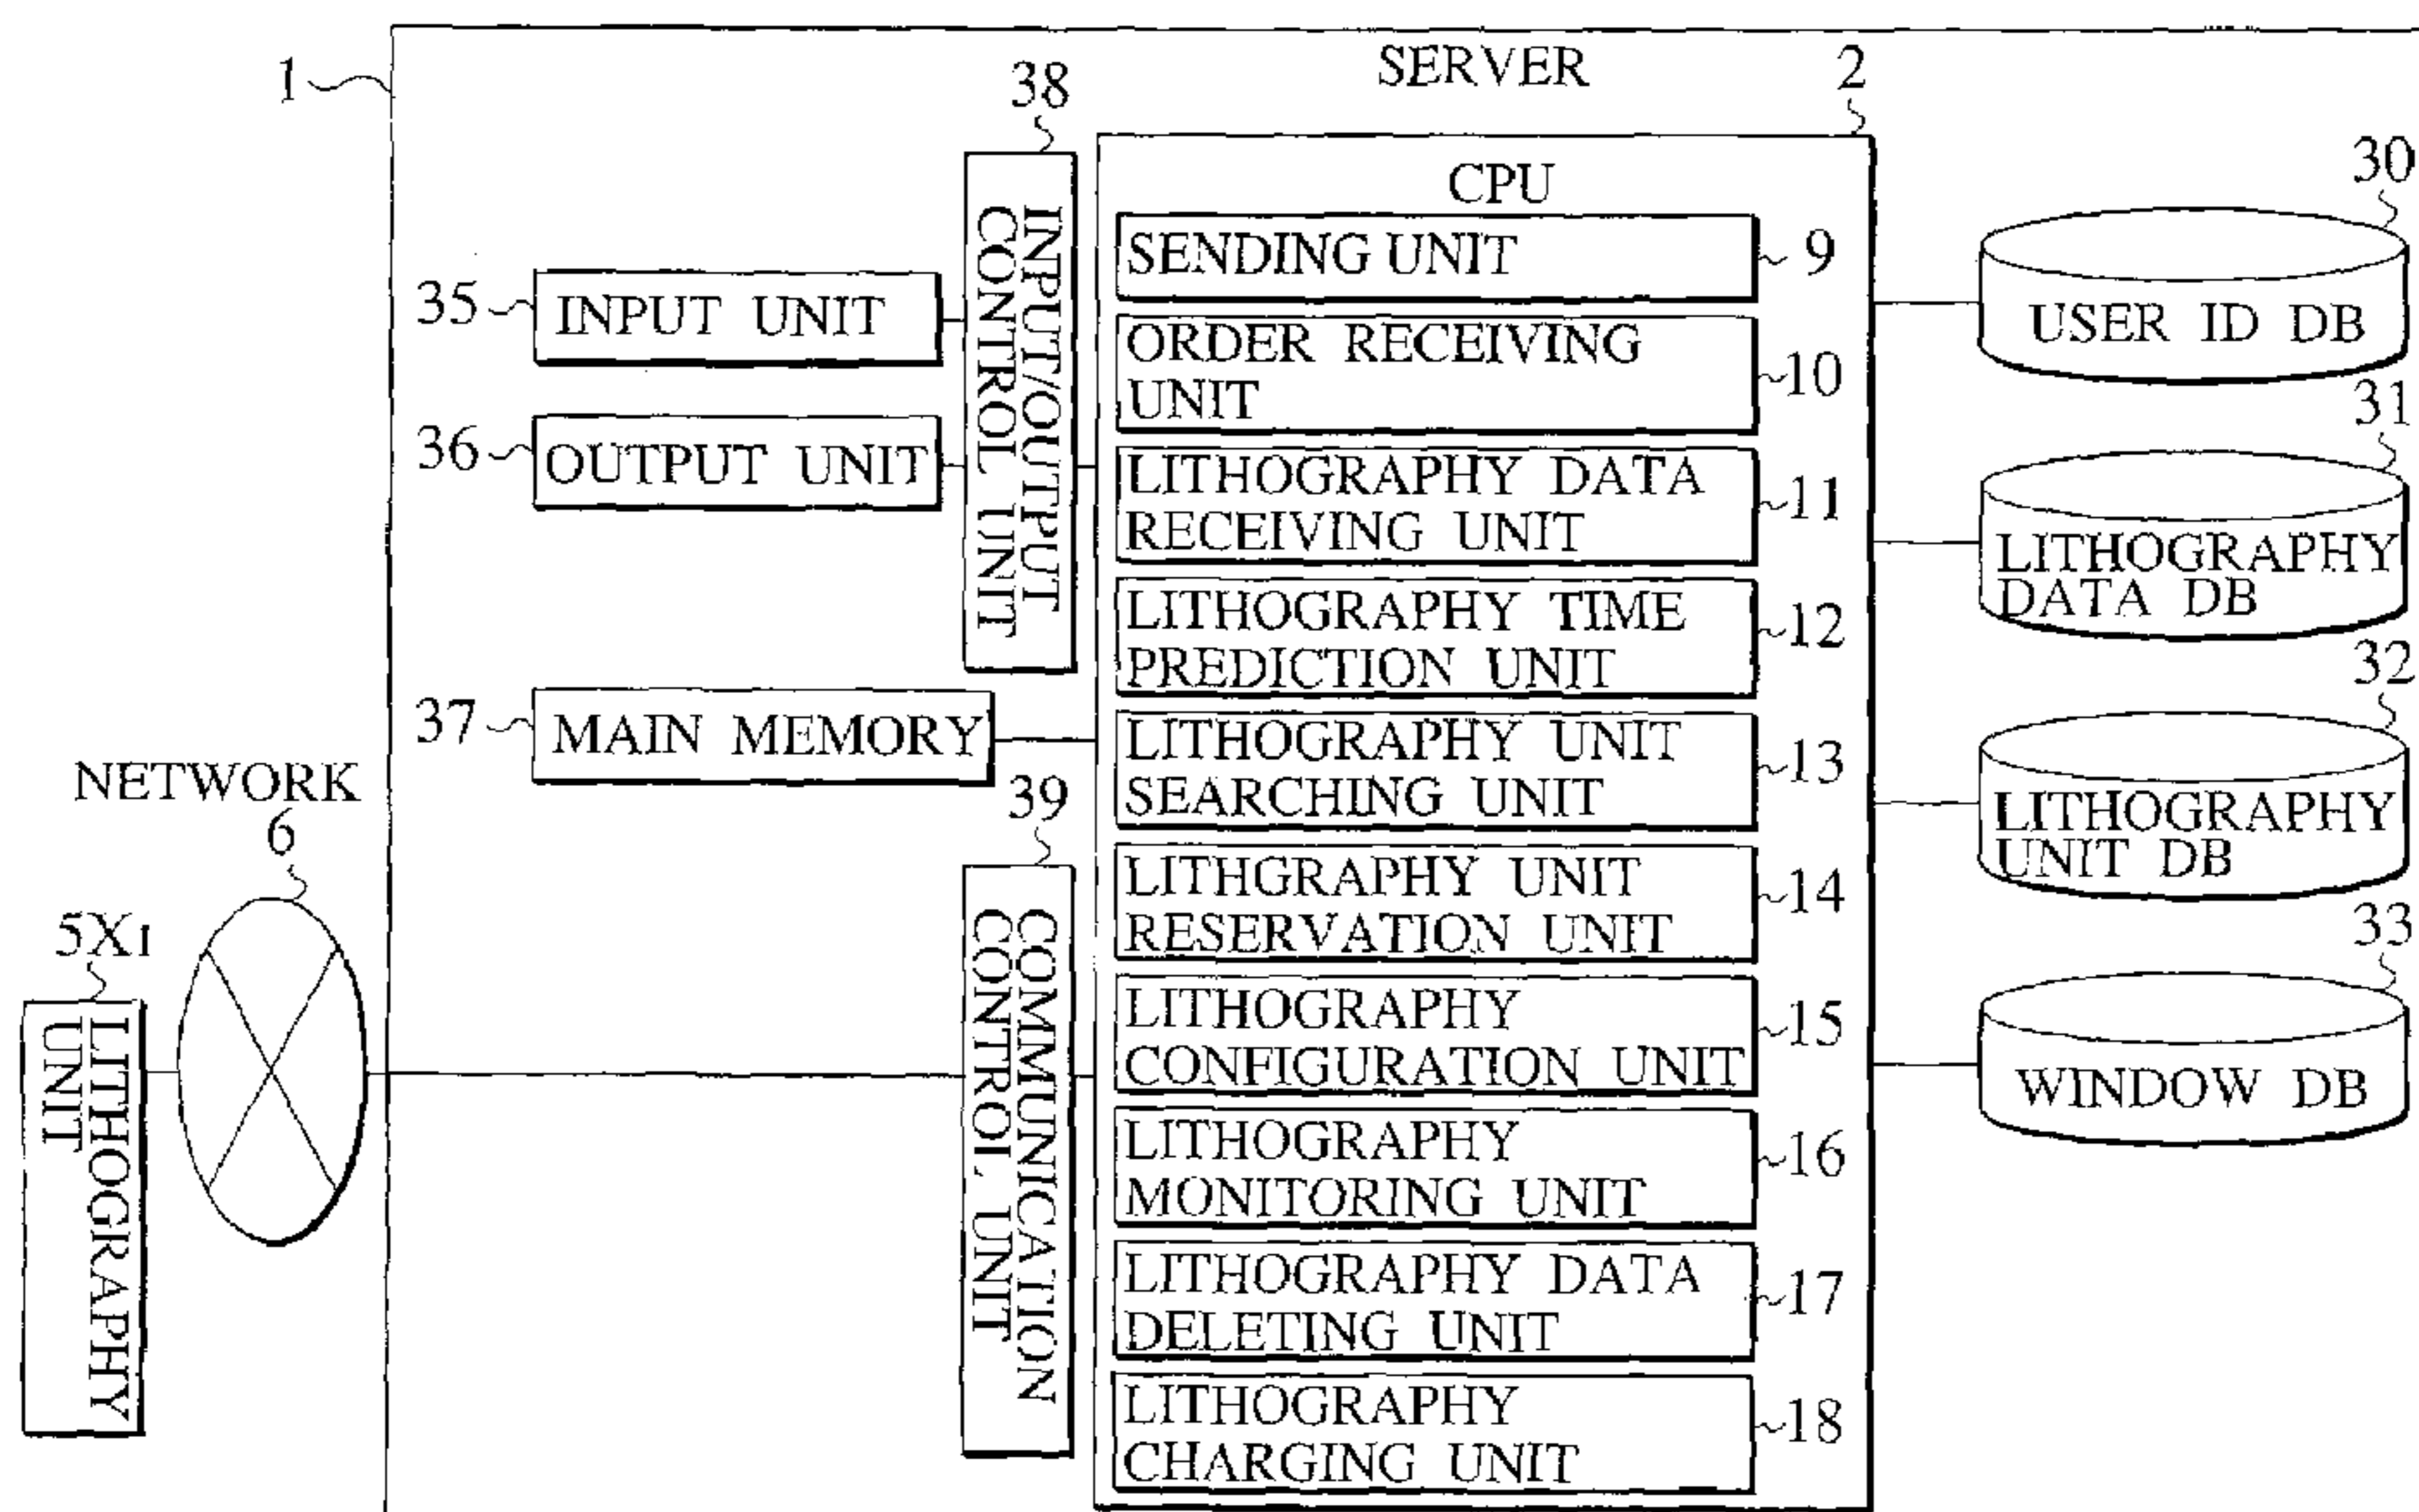 SERVER
1
2
38
CPU
INPUT/OUTPUT
CONTROL UNIT
35
INPUT UNIT
36
OUTPUT UNIT
37
MAIN MEMORY
NETWORK
6
5X1
LITHOGRAPHY
UNIT
39
COMMUNICATION
CONTROL UNIT
SENDING UNIT
9
ORDER RECEIVING
UNIT
10
LITHOGRAPHY DATA
RECEIVING UNIT
11
LITHOGRAPHY TIME
PREDICTION UNIT
12
LITHOGRAPHY UNIT
SEARCHING UNIT
13
LITHGRAPHY UNIT
RESERVATION UNIT
14
LITHOGRAPHY
CONFIGURATION UNIT
15
LITHOGRAPHY
MONITORING UNIT
16
LITHOGRAPHY DATA
DELETING UNIT
17
LITHOGRAPHY
CHARGING UNIT
18
30
USER ID DB
31
LITHOGRAPHY
DATA DB
32
LITHOGRAPHY
UNIT DB
33
WINDOW DB